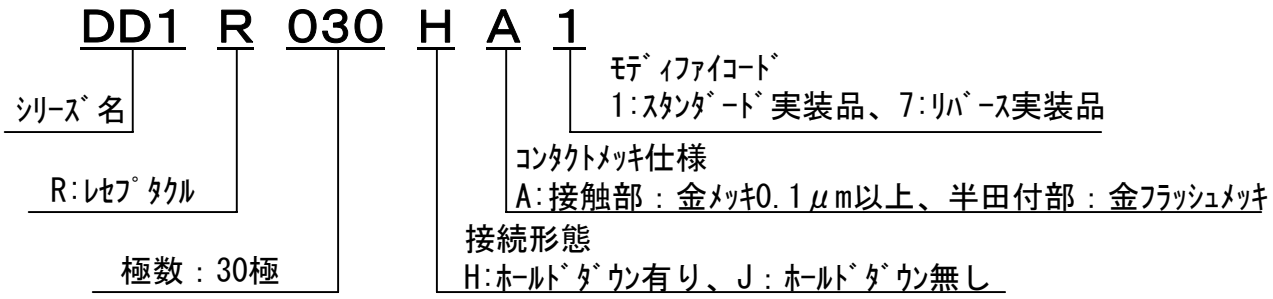 DD1 R 030 H A 1
ﾓﾃﾞｨﾌｧｲｺｰﾄﾞ
1:ｽﾀﾝﾀﾞｰﾄﾞ実装品、7:ﾘﾊﾞｰｽ実装品
ｼﾘｰｽﾞ名
ｺﾝﾀｸﾄﾒｯｷ仕様
A:接触部：金ﾒｯｷ0.1μm以上、半田付部：金ﾌﾗｯｼｭﾒｯｷ
R:ﾚｾﾌﾟﾀｸﾙ
接続形態
H:ﾎｰﾙﾄﾞﾀﾞｳﾝ有り、J：ﾎｰﾙﾄﾞﾀﾞｳﾝ無し
極数：30極